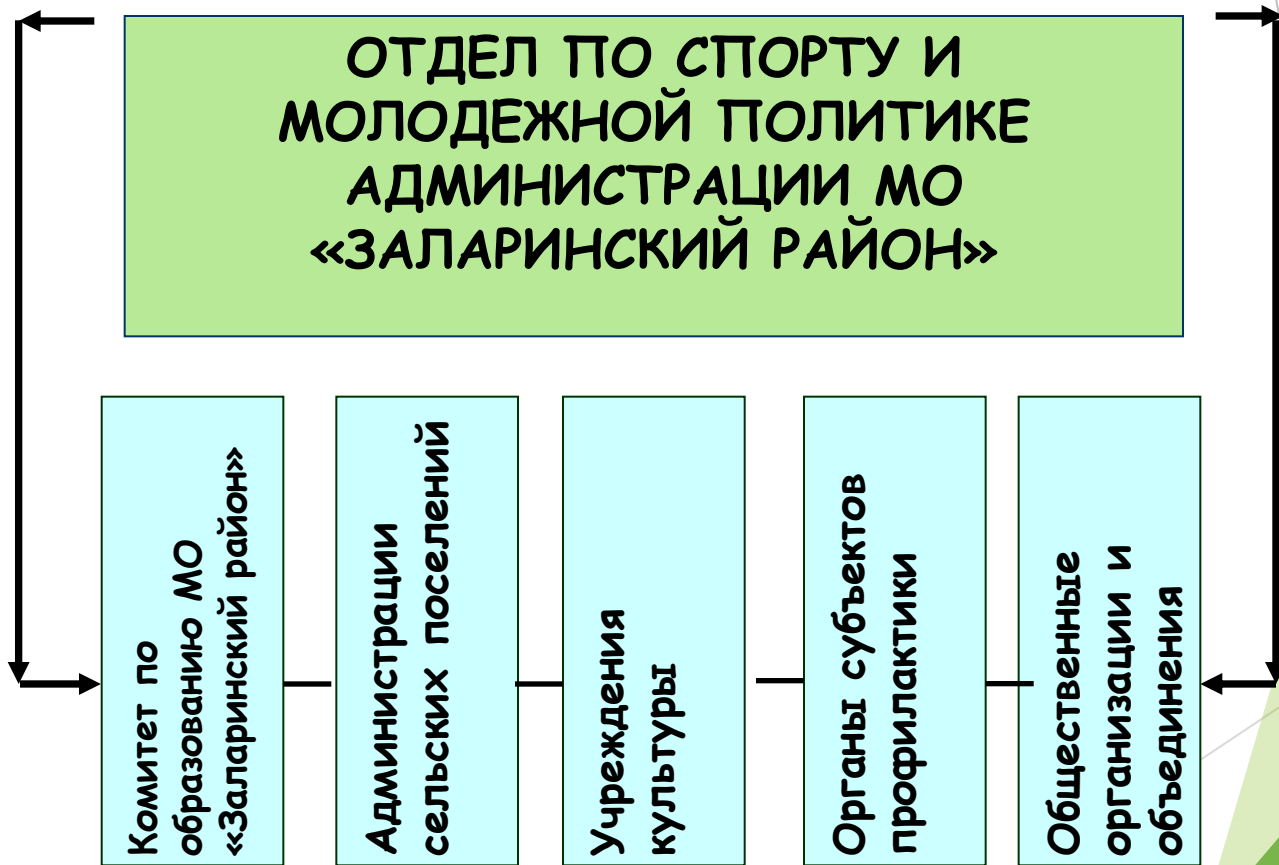 ОТДЕЛ ПО СПОРТУ И
МОЛОДЕЖНОЙ ПОЛИТИКЕ
АДМИНИСТРАЦИИ МО
«ЗАЛАРИНСКИЙ РАЙОН»
Комитет по
образованию МО
«Заларинский район»
Администрации
сельских поселений
Учреждения
культуры
Органы субъектов
профилактики
Общественные
организации и
объединения